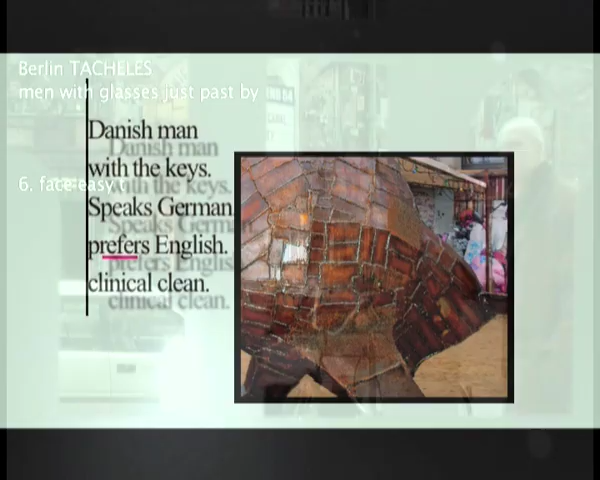 Berlin TACHELES
men with glasses just past by
Danish man
with the keys.
Speaks German,
prefers English.
clinical clean.
6. face easy t